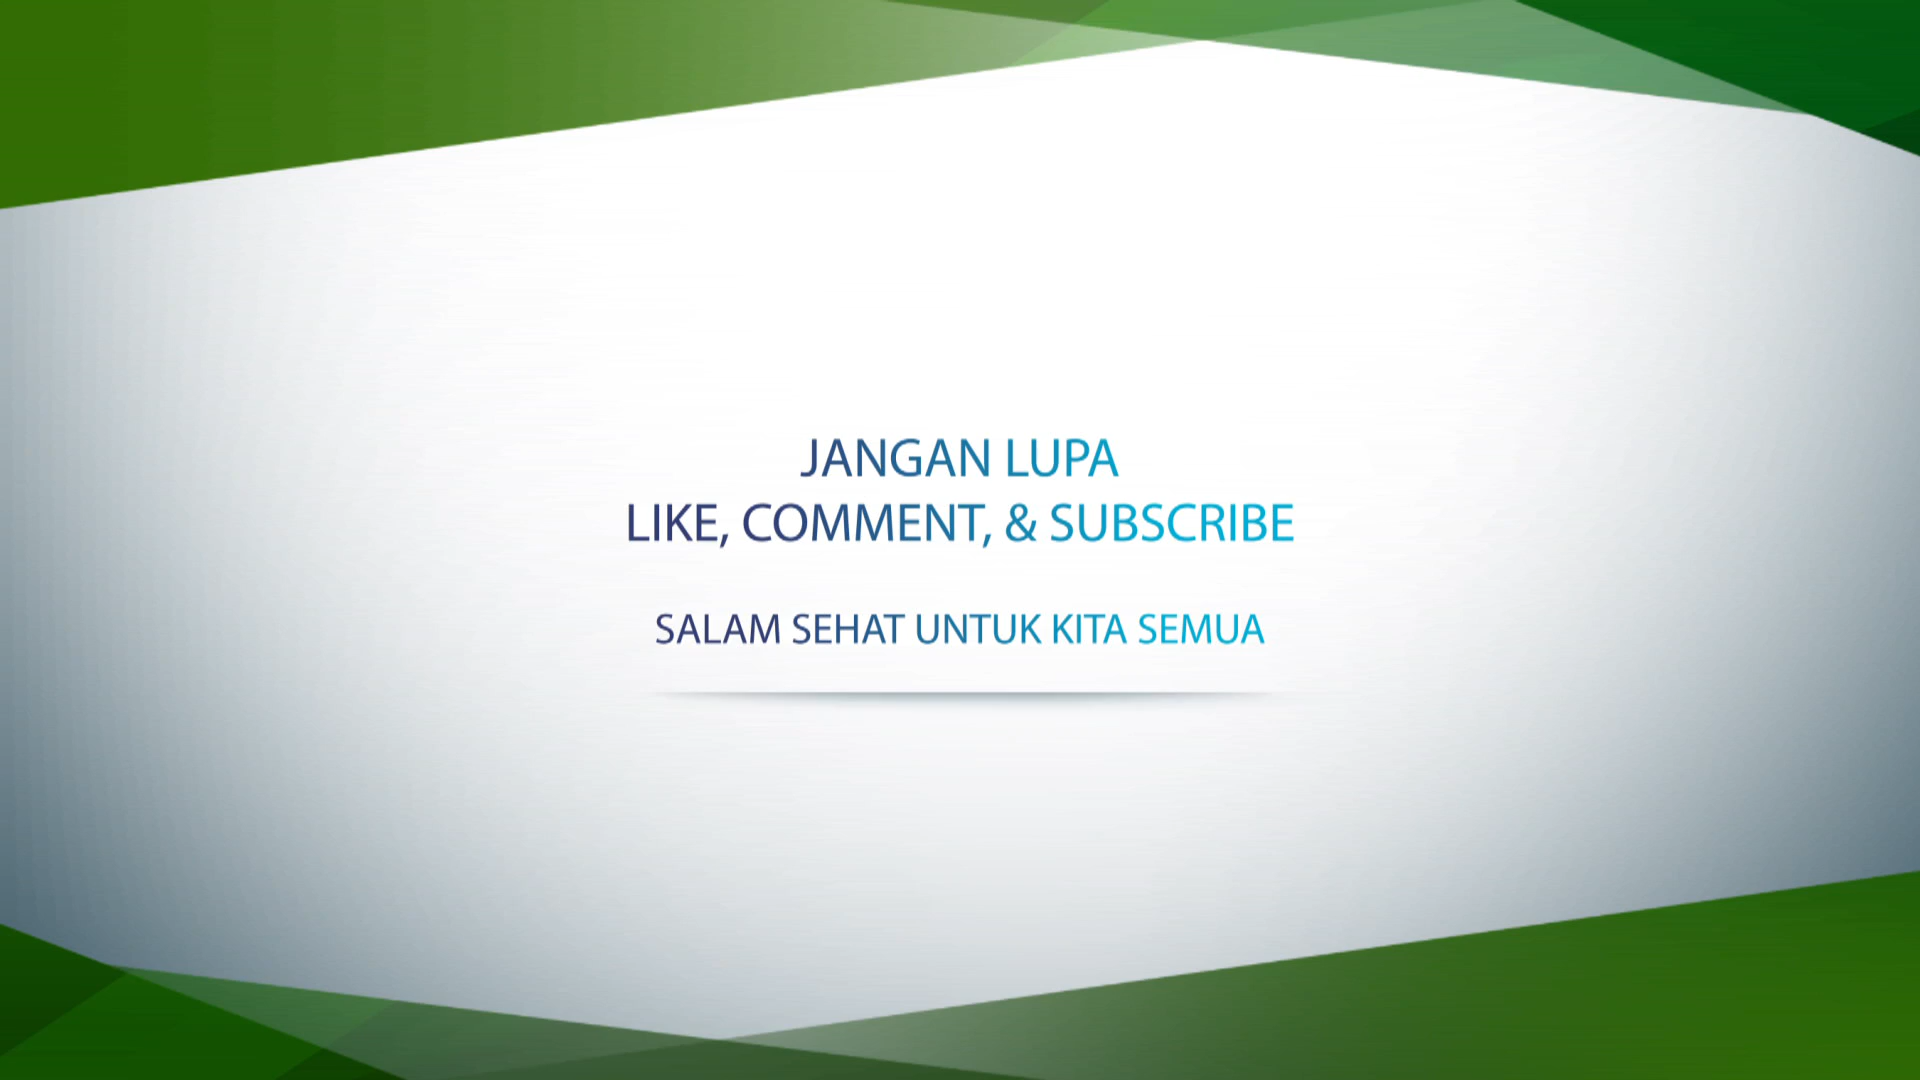 JANGAN LUPA
LIKE, COMMENT, & SUBSCRIBE
SALAM SEHAT UNTUK KITA SEMUA